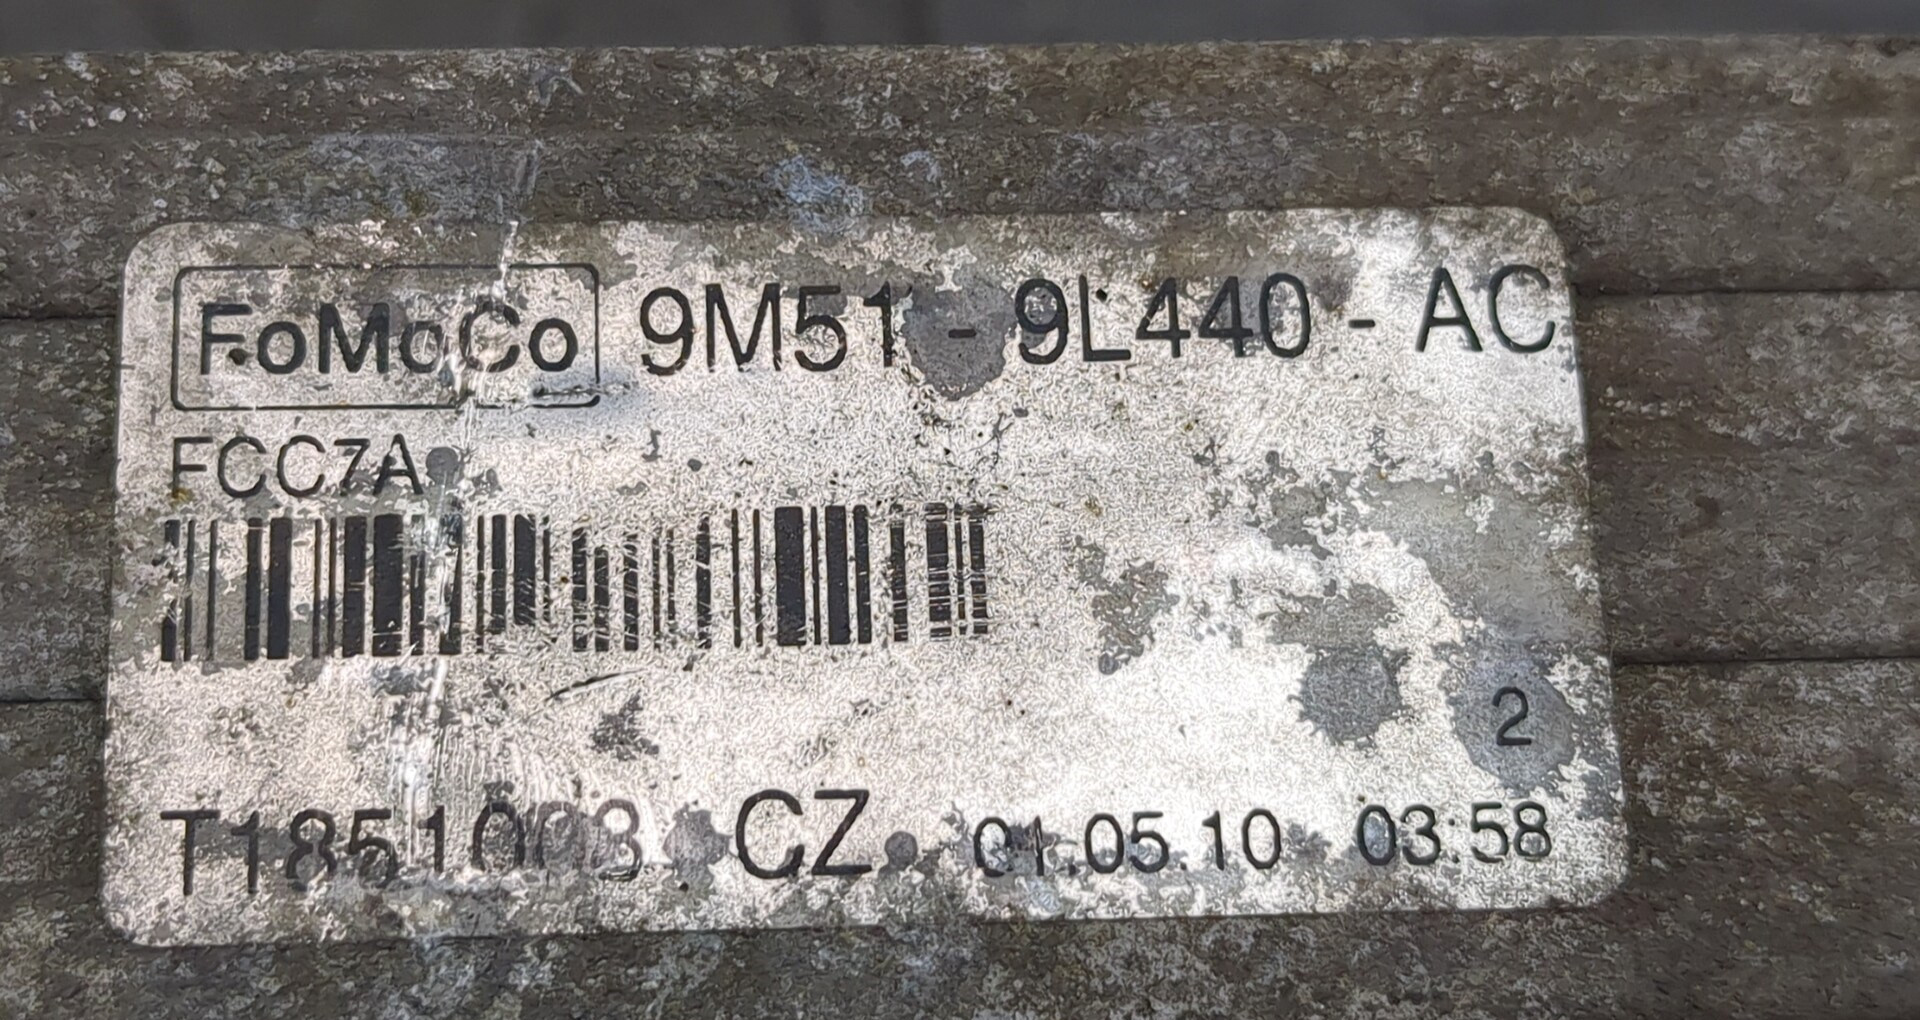 FoMoCo 9M51 - 9L440 - AC
FCC7A
2
T1851003 CZ 01.05.10 03:58